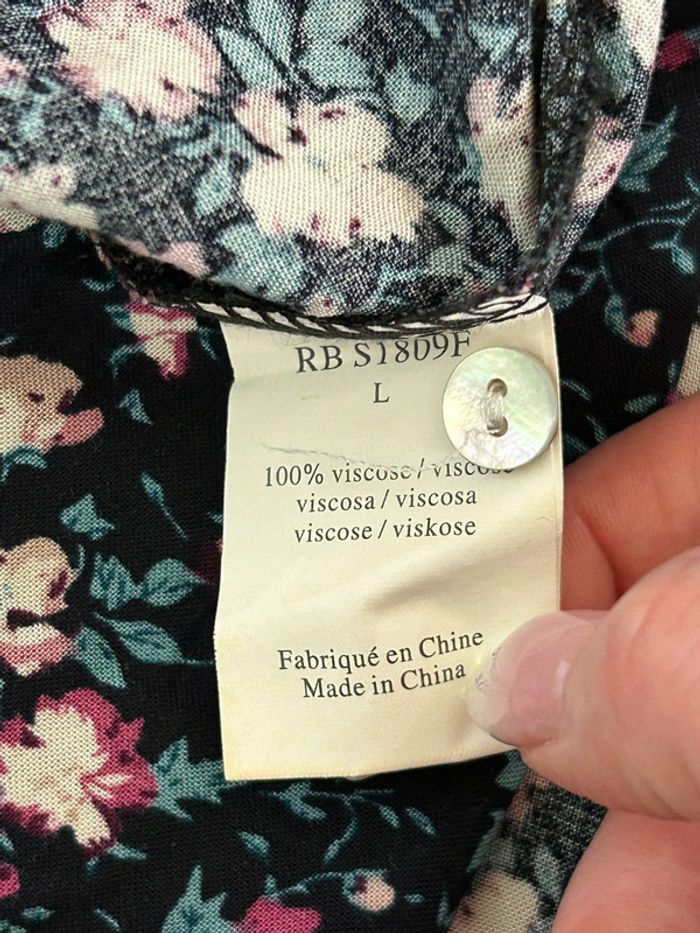 RB S1809F
L
100% viscose / viscose
viscosa / viscosa
viscose / viskose
Fabriqué en Chine
Made in China